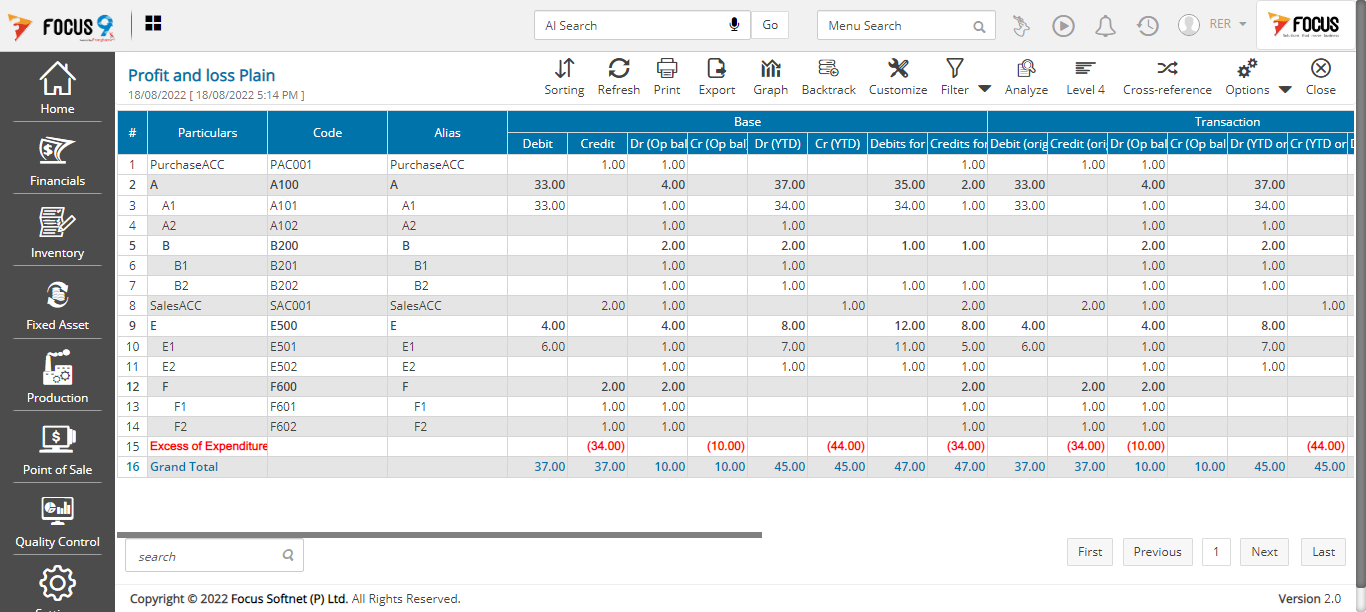 FOCUS 9 AI Search Go Menu Search RER FOCUS
Home
Financials
Inventory
Fixed Asset
Production
Point of Sale
Quality Control
Profit and loss Plain
18/08/2022 [ 18/08/2022 5:14 PM ]
Sorting Refresh Print Export Graph Backtrack Customize Filter Analyze Level 4 Cross-reference Options Close
# Particulars Code Alias Base Transaction
Debit Credit Dr (Op bal Cr (Op bal Dr (YTD) Cr (YTD) Debits for Credits for Debit (orig Credit (ori Dr (Op bal Cr (Op bal Dr (YTD or Cr (YTD or
1 PurchaseACC PAC001 PurchaseACC 1.00 1.00 1.00 1.00 1.00
2 A A100 A 33.00 4.00 37.00 35.00 2.00 33.00 4.00 37.00
3 A1 A101 A1 33.00 1.00 34.00 34.00 1.00 33.00 1.00 34.00
4 A2 A102 A2 1.00 1.00 1.00 1.00
5 B B200 B 2.00 2.00 1.00 1.00 2.00 2.00
6 B1 B201 B1 1.00 1.00 1.00 1.00
7 B2 B202 B2 1.00 1.00 1.00 1.00 1.00 1.00
8 SalesACC SAC001 SalesACC 2.00 1.00 1.00 2.00 2.00 1.00 1.00
9 E E500 E 4.00 4.00 8.00 12.00 8.00 4.00 4.00 8.00
10 E1 E501 E1 6.00 1.00 7.00 11.00 5.00 6.00 1.00 7.00
11 E2 E502 E2 1.00 1.00 1.00 1.00 1.00 1.00
12 F F600 F 2.00 2.00 2.00 2.00 2.00
13 F1 F601 F1 1.00 1.00 1.00 1.00 1.00
14 F2 F602 F2 1.00 1.00 1.00 1.00 1.00
15 Excess of Expenditure (34.00) (10.00) (44.00) (34.00) (34.00) (10.00) (44.00)
16 Grand Total 37.00 37.00 10.00 10.00 45.00 45.00 47.00 47.00 37.00 37.00 10.00 10.00 45.00 45.00
search
First Previous 1 Next Last
Copyright © 2022 Focus Softnet (P) Ltd. All Rights Reserved. Version 2.0